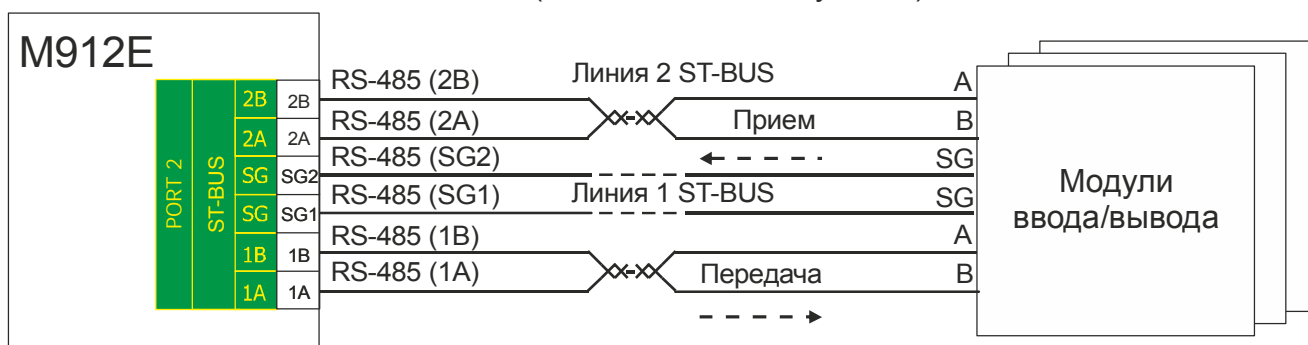 М912Е
PORT 2
ST-BUS
2B
2A
SG
SG
1B
1A
2B
2A
SG2
SG1
1B
1A
RS-485 (2B)
RS-485 (2A)
RS-485 (SG2)
RS-485 (SG1)
RS-485 (1B)
RS-485 (1A)
Линия 2 ST-BUS
Прием
Линия 1 ST-BUS
Передача
A
B
SG
SG
A
B
Модули
ввода/вывода